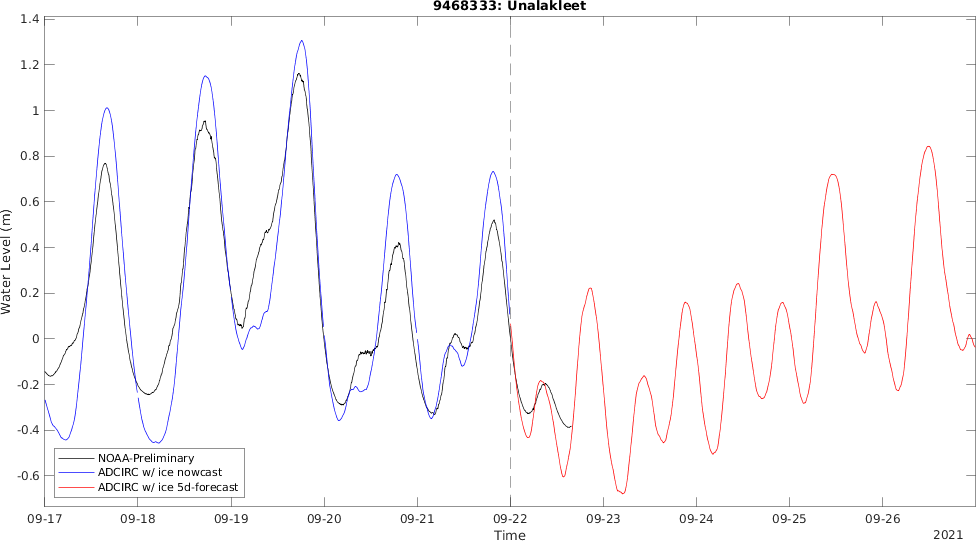 9468333: Unalakleet
1.4
1.2
1
0.8
0.6
0.4
0.2
0
-0.2
-0.4
-0.6
Water Level (m)
NOAA-Preliminary
ADCIRC w/ ice nowcast
ADCIRC w/ ice 5d-forecast
09-17 09-18 09-19 09-20 09-21 09-22 09-23 09-24 09-25 09-26
Time
2021